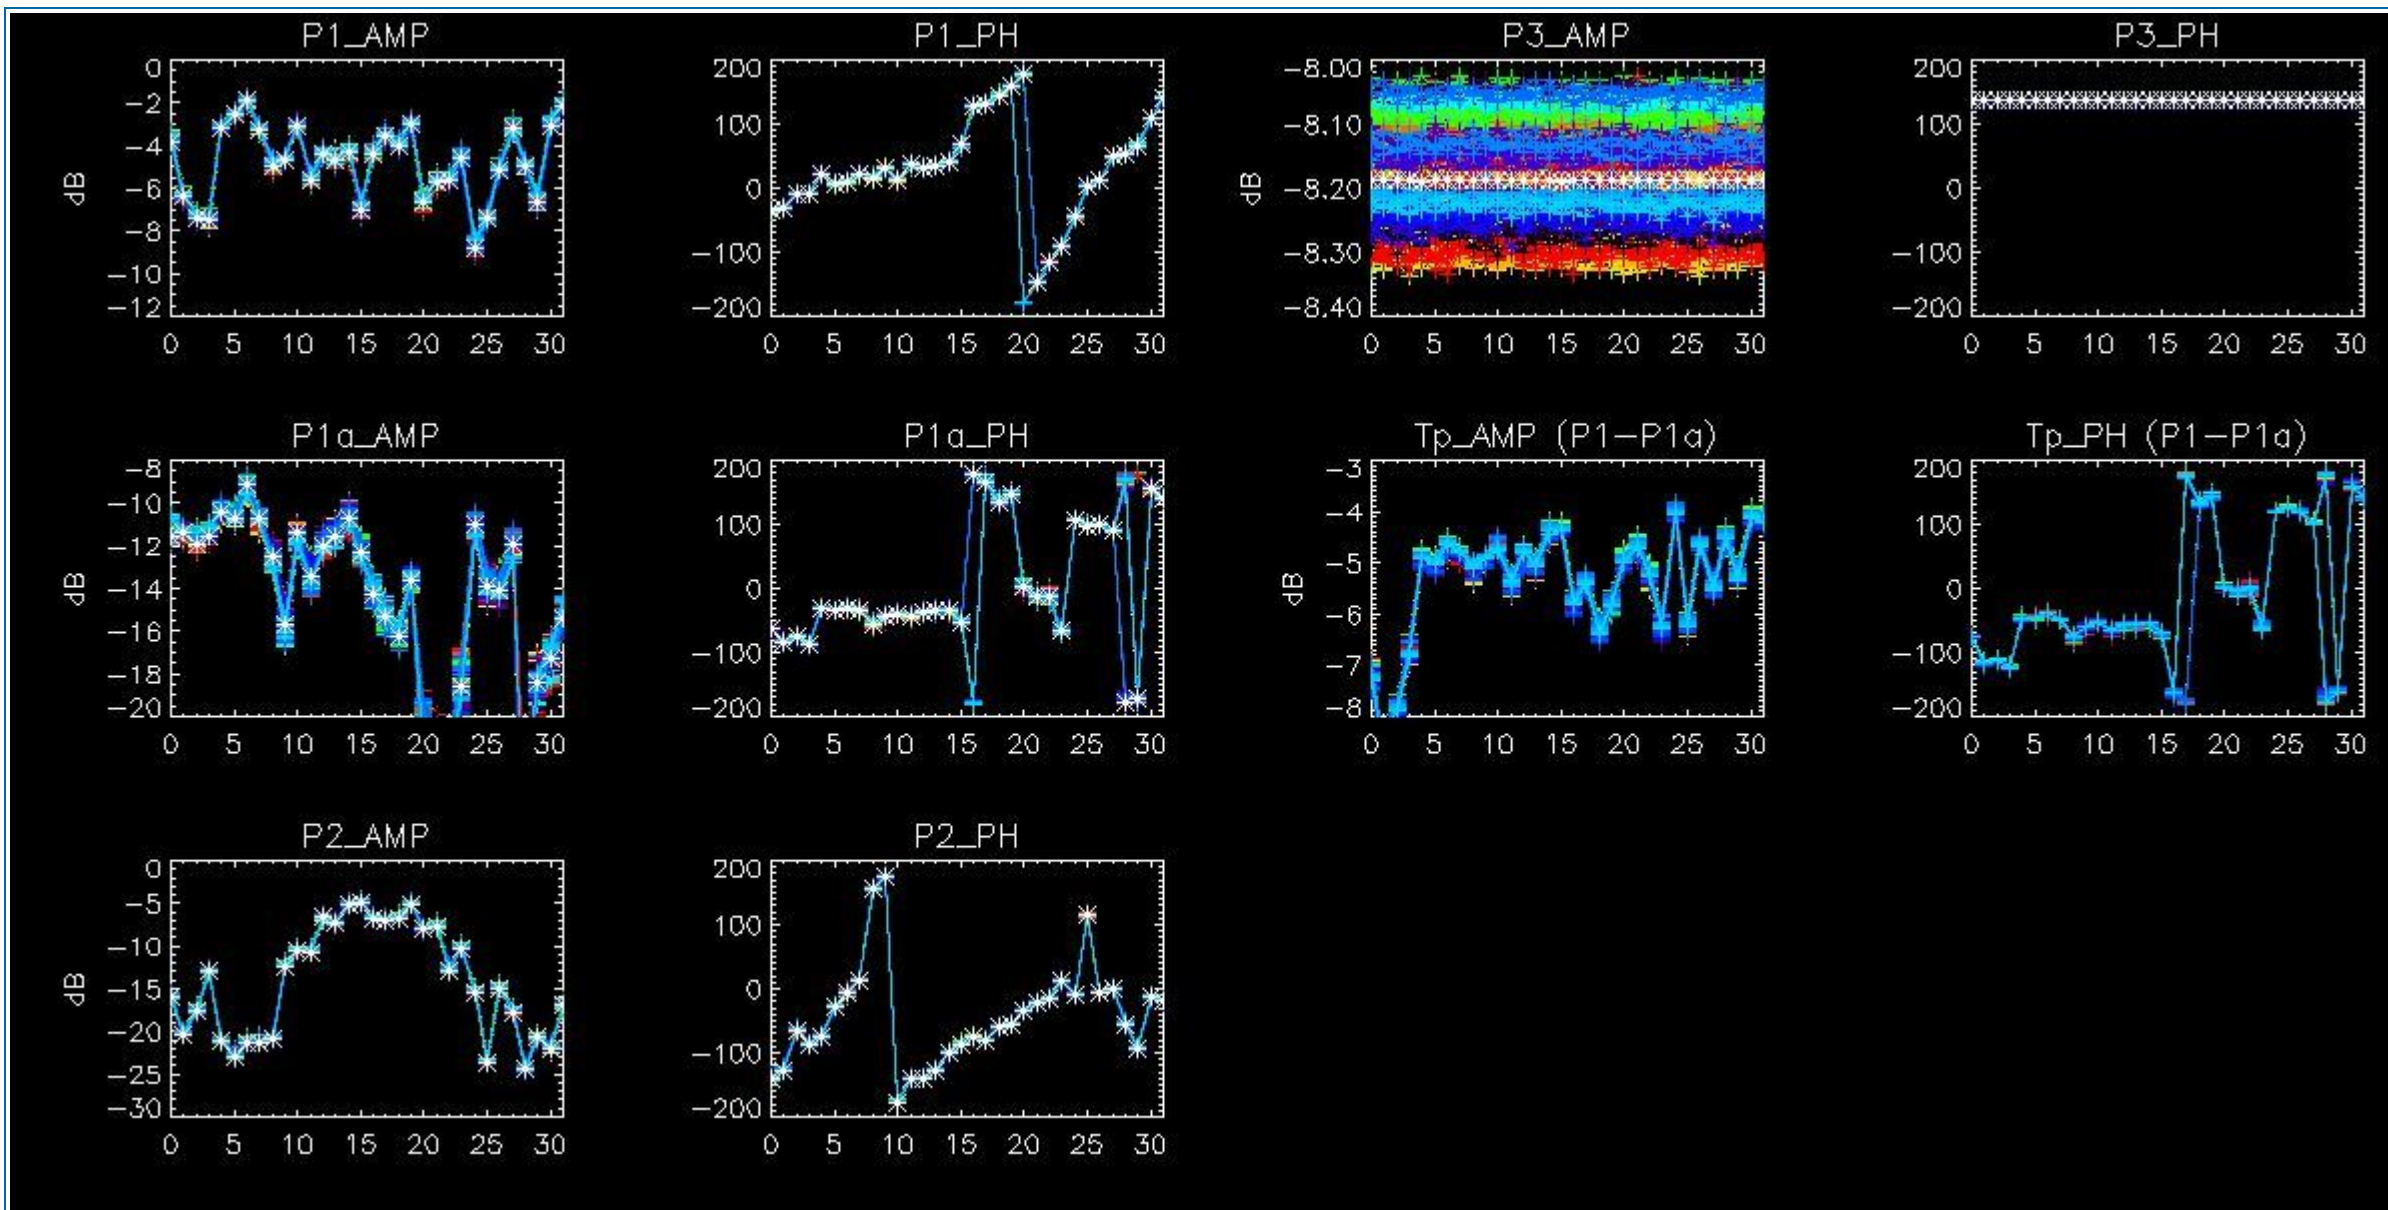 P1_AMP P1_PH P3_AMP P3_PH
0 200 -8.00 200
-2 100 -8.10 100
-4 0 -8.20 0
-6 -100 -8.30 -100
-8 -200 -8.40 -200
-10
-12
dB dB
0 5 10 15 20 25 30 0 5 10 15 20 25 30 0 5 10 15 20 25 30 0 5 10 15 20 25 30
P1a_AMP P1a_PH Tp_AMP (P1-P1a) Tp_PH (P1-P1a)
-8 200 -3 200
-10 100 -4 100
-12 0 -5 0
-14 -100 -6 -100
-16 -200 -7 -200
-18 -8
-20
dB dB
0 5 10 15 20 25 30 0 5 10 15 20 25 30 0 5 10 15 20 25 30 0 5 10 15 20 25 30
P2_AMP P2_PH
0 200
-5 100
-10 0
-15 -100
-20 -200
-25
-30
dB
0 5 10 15 20 25 30 0 5 10 15 20 25 30